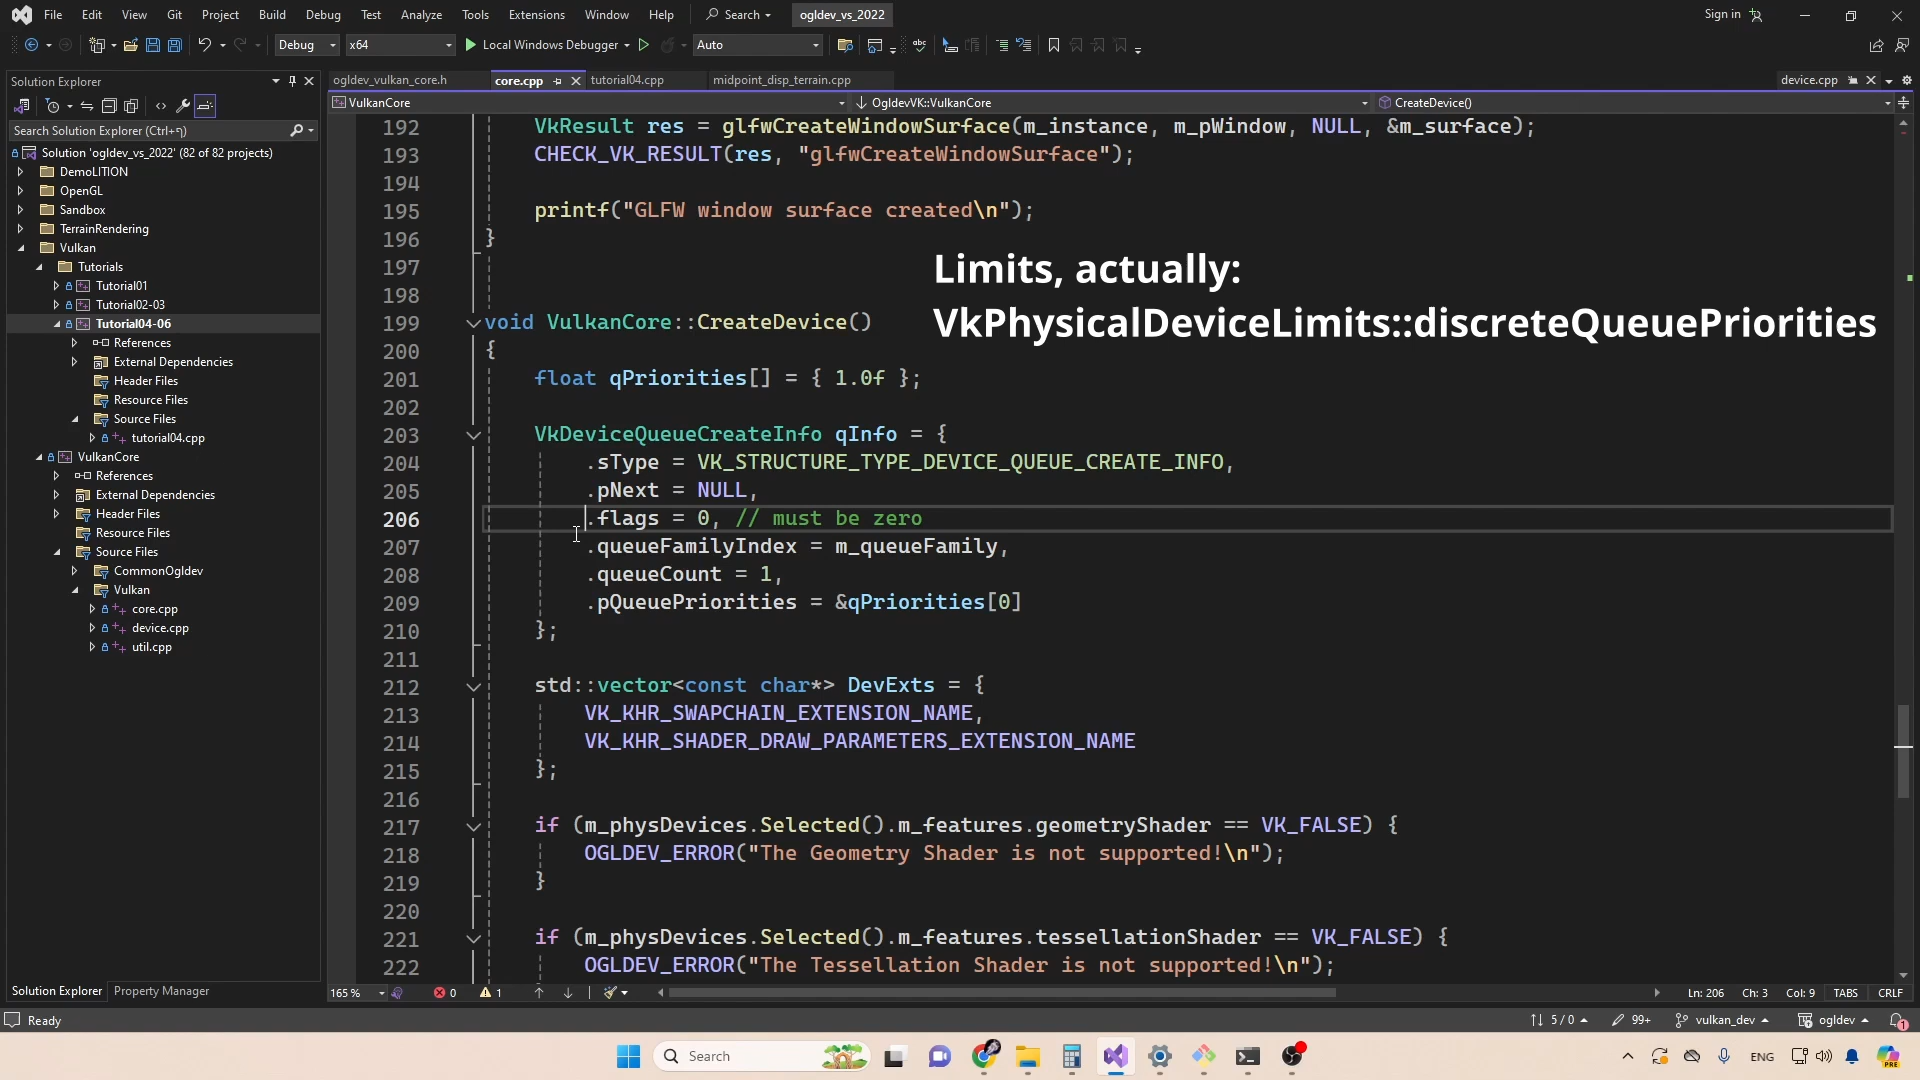 File Edit View Git Project Build Debug Test Analyze Tools Extensions Window Help Search ogldev_vs_2022 Sign in
Debug x64 Local Windows Debugger Auto
Solution Explorer
ogldev_vulkan_core.h core.cpp tutorial04.cpp midpoint_disp_terrain.cpp device.cpp
VulkanCore OgldevVK::VulkanCore CreateDevice()
Solution 'ogldev_vs_2022' (82 of 82 projects)
DemoLITION
OpenGL
Sandbox
TerrainRendering
Vulkan
Tutorials
Tutorial01
Tutorial02-03
Tutorial04-06
References
External Dependencies
Header Files
Resource Files
Source Files
tutorial04.cpp
VulkanCore
References
External Dependencies
Header Files
Resource Files
Source Files
CommonOgldev
Vulkan
core.cpp
device.cpp
util.cpp
Solution Explorer Property Manager
192 VkResult res = glfwCreateWindowSurface(m_instance, m_pWindow, NULL, &m_surface);
193 CHECK_VK_RESULT(res, "glfwCreateWindowSurface");
194
195 printf("GLFW window surface created\n");
196 }
197
198
199 void VulkanCore::CreateDevice()
200 {
201 float qPriorities[] = { 1.0f };
202
203 VkDeviceQueueCreateInfo qInfo = {
204 .sType = VK_STRUCTURE_TYPE_DEVICE_QUEUE_CREATE_INFO,
205 .pNext = NULL,
206 .flags = 0, // must be zero
207 .queueFamilyIndex = m_queueFamily,
208 .queueCount = 1,
209 .pQueuePriorities = &qPriorities[0]
210 };
211
212 std::vector<const char*> DevExts = {
213 VK_KHR_SWAPCHAIN_EXTENSION_NAME,
214 VK_KHR_SHADER_DRAW_PARAMETERS_EXTENSION_NAME
215 };
216
217 if (m_physDevices.Selected().m_features.geometryShader == VK_FALSE) {
218 OGLDEV_ERROR("The Geometry Shader is not supported!\n");
219 }
220
221 if (m_physDevices.Selected().m_features.tessellationShader == VK_FALSE) {
222 OGLDEV_ERROR("The Tessellation Shader is not supported!\n");
Limits, actually:
VkPhysicalDeviceLimits::discreteQueuePriorities
165 % 0 1 Ln: 206 Ch: 3 Col: 9 TABS CRLF
Ready 5 / 0 99+ vulkan_dev ogldev 1
Search ENG